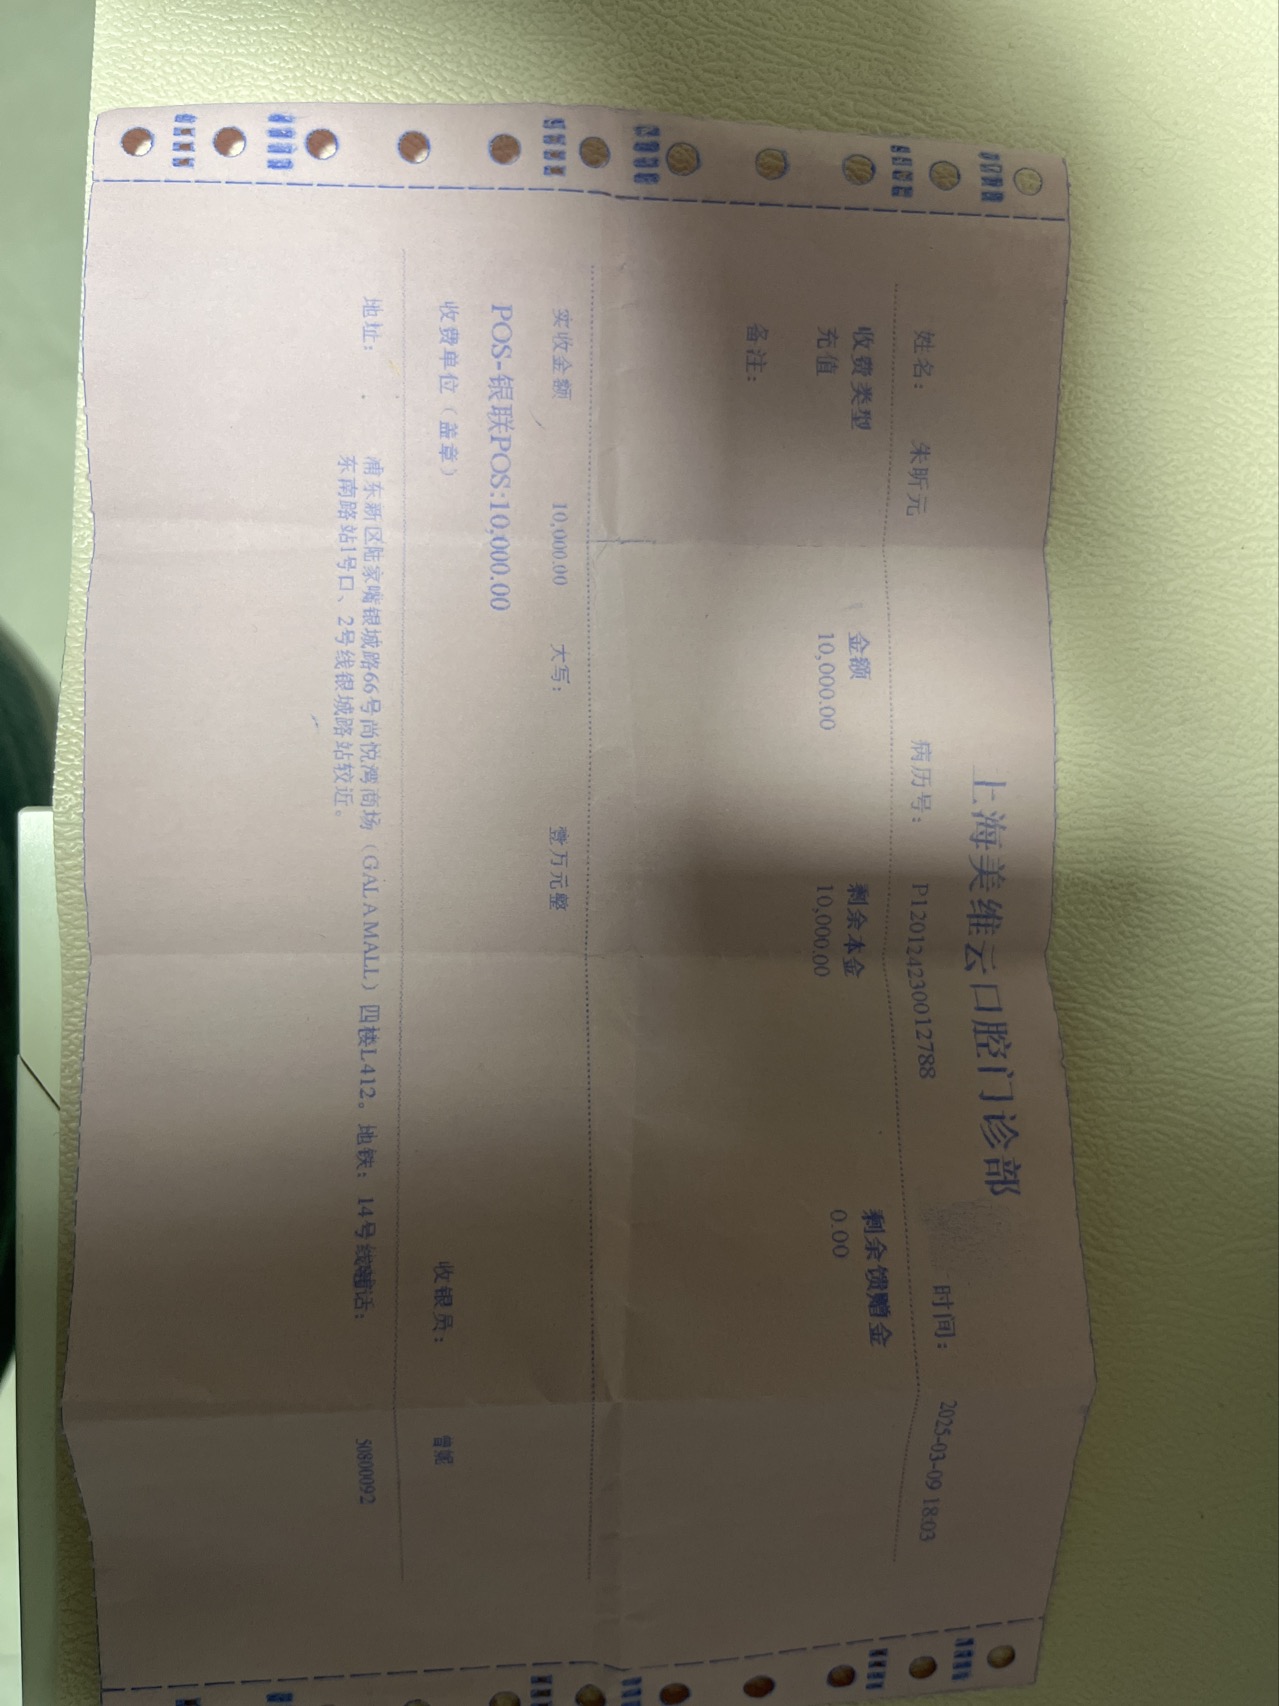 上海美维云口腔门诊部
姓名： 朱昕元 病历号： P120124230012788 时间： 2025-03-09 18:03
收费类型 金额 剩余本金 剩余馈赠金
充值 10,000.00 10,000.00 0.00
备注：
实收金额 10,000.00 大写： 壹万元整
POS-银联POS:10,000.00
收费单位（盖章） 收银员： 曾妮
地址： 浦东新区陆家嘴银城路66号尚悦湾商场（GALAMALL）四楼L412。地铁：14号线 电话： 50800092
东南路站1号口、2号线银城路站较近。